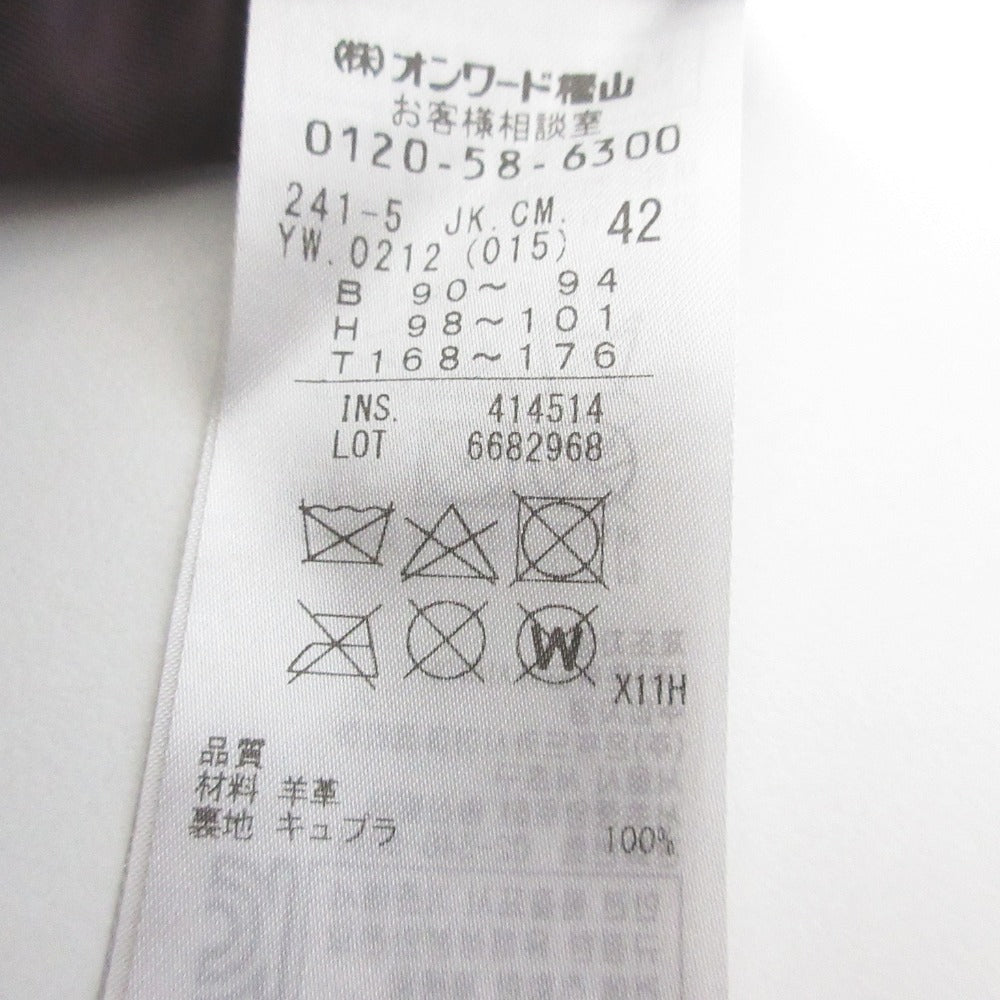 (株)オンワード樫山
お客様相談室
0120-58-6300
241-5 JK.CM. 42
YW.0212(015)
B 90〜 94
H 98〜101
T168〜176
INS. 414514
LOT 6682968
W
X11H
品質
材料 羊革
裏地 キュプラ 100%